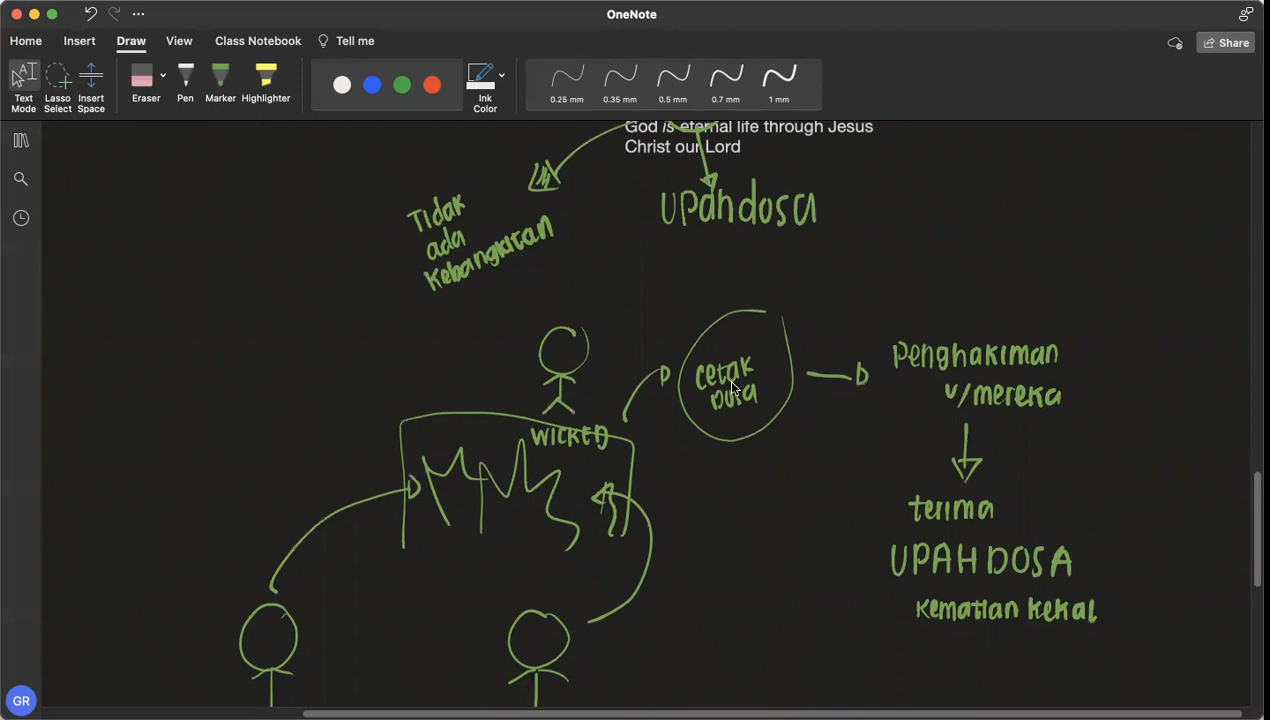 OneNote
Home Insert Draw View Class Notebook Tell me
Share
Text Mode
Lasso Select
Insert Space
Eraser
Pen
Marker
Highlighter
Ink Color
0.25 mm 0.35 mm 0.5 mm 0.7 mm 1 mm
God is eternal life through Jesus
Christ our Lord
Tidak
ada
Kebangkitan
UPahdosa
WICKED
cetak
Dosa
Penghakiman
u/mereka
terima
UPAH DOSA
Kematian kekal
GR